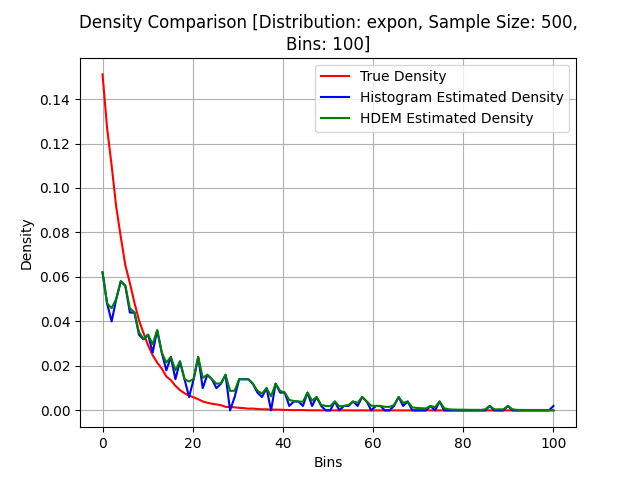 Density Comparison [Distribution: expon, Sample Size: 500,
Bins: 100]
True Density
Histogram Estimated Density
HDEM Estimated Density
Density
0.14
0.12
0.10
0.08
0.06
0.04
0.02
0.00
0 20 40 60 80 100
Bins